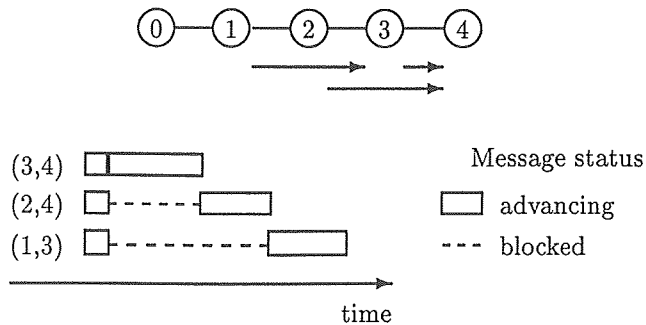 0 1 2 3 4
Message status
(3,4)
(2,4) advancing
(1,3) blocked
time